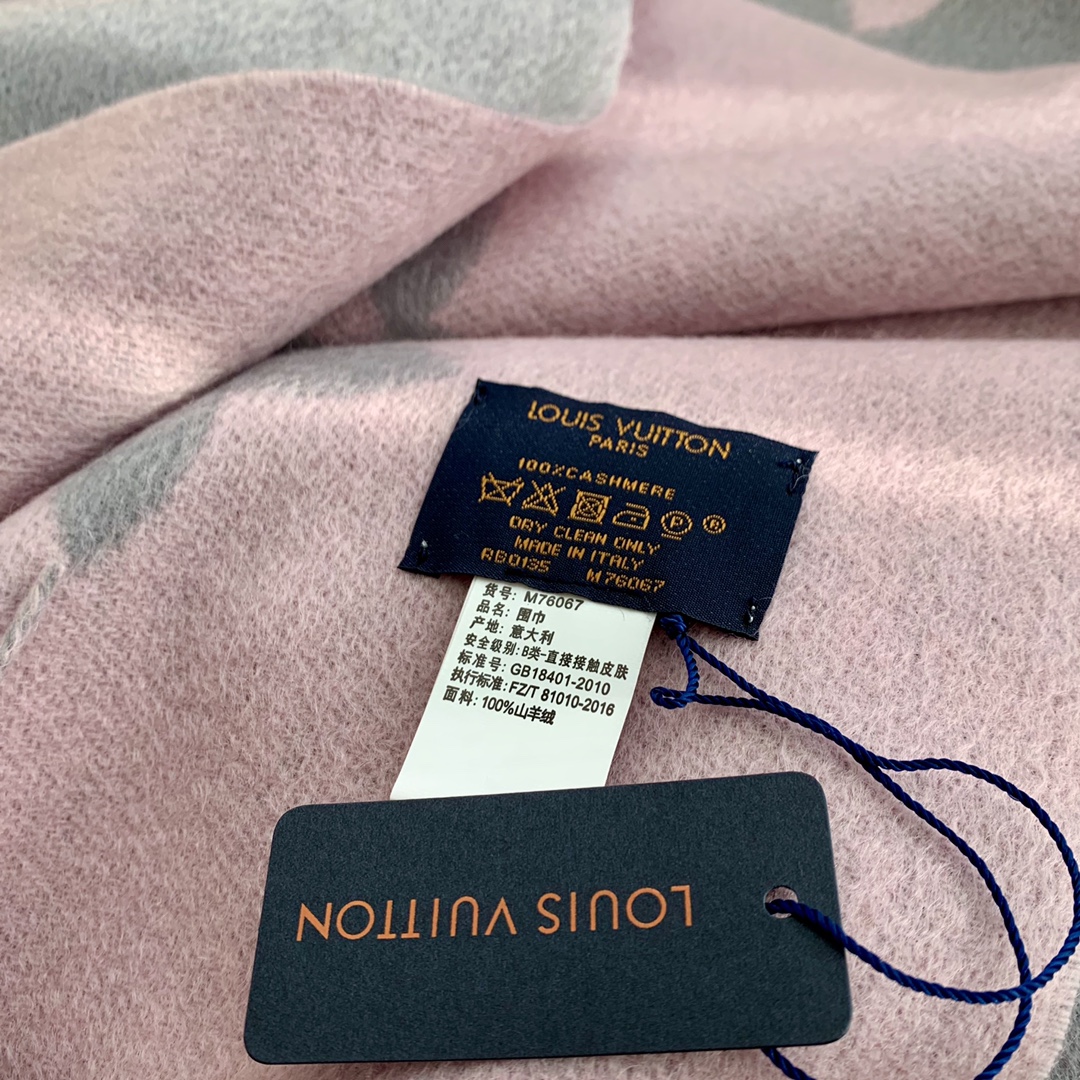 LOUIS VUITTON
PARIS
100%CASHMERE
P ®
DRY CLEAN ONLY
MADE IN ITALY
RB0135 M76067
货号: M76067
品名: 围巾
产地: 意大利
安全级别: B类-直接接触皮肤
标准号: GB18401-2010
执行标准: FZ/T 81010-2016
面料: 100%山羊绒
LOUIS VUITTON